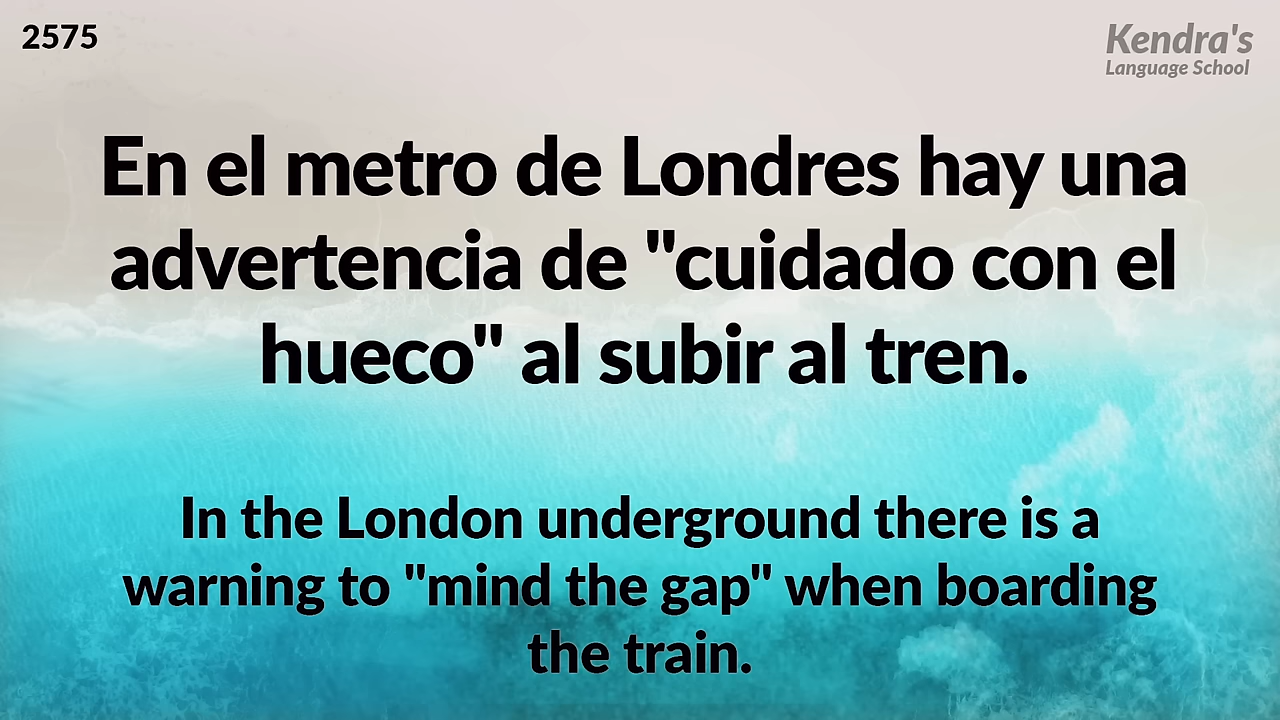 2575
Kendra's
Language School
En el metro de Londres hay una
advertencia de "cuidado con el
hueco" al subir al tren.
In the London underground there is a
warning to "mind the gap" when boarding
the train.